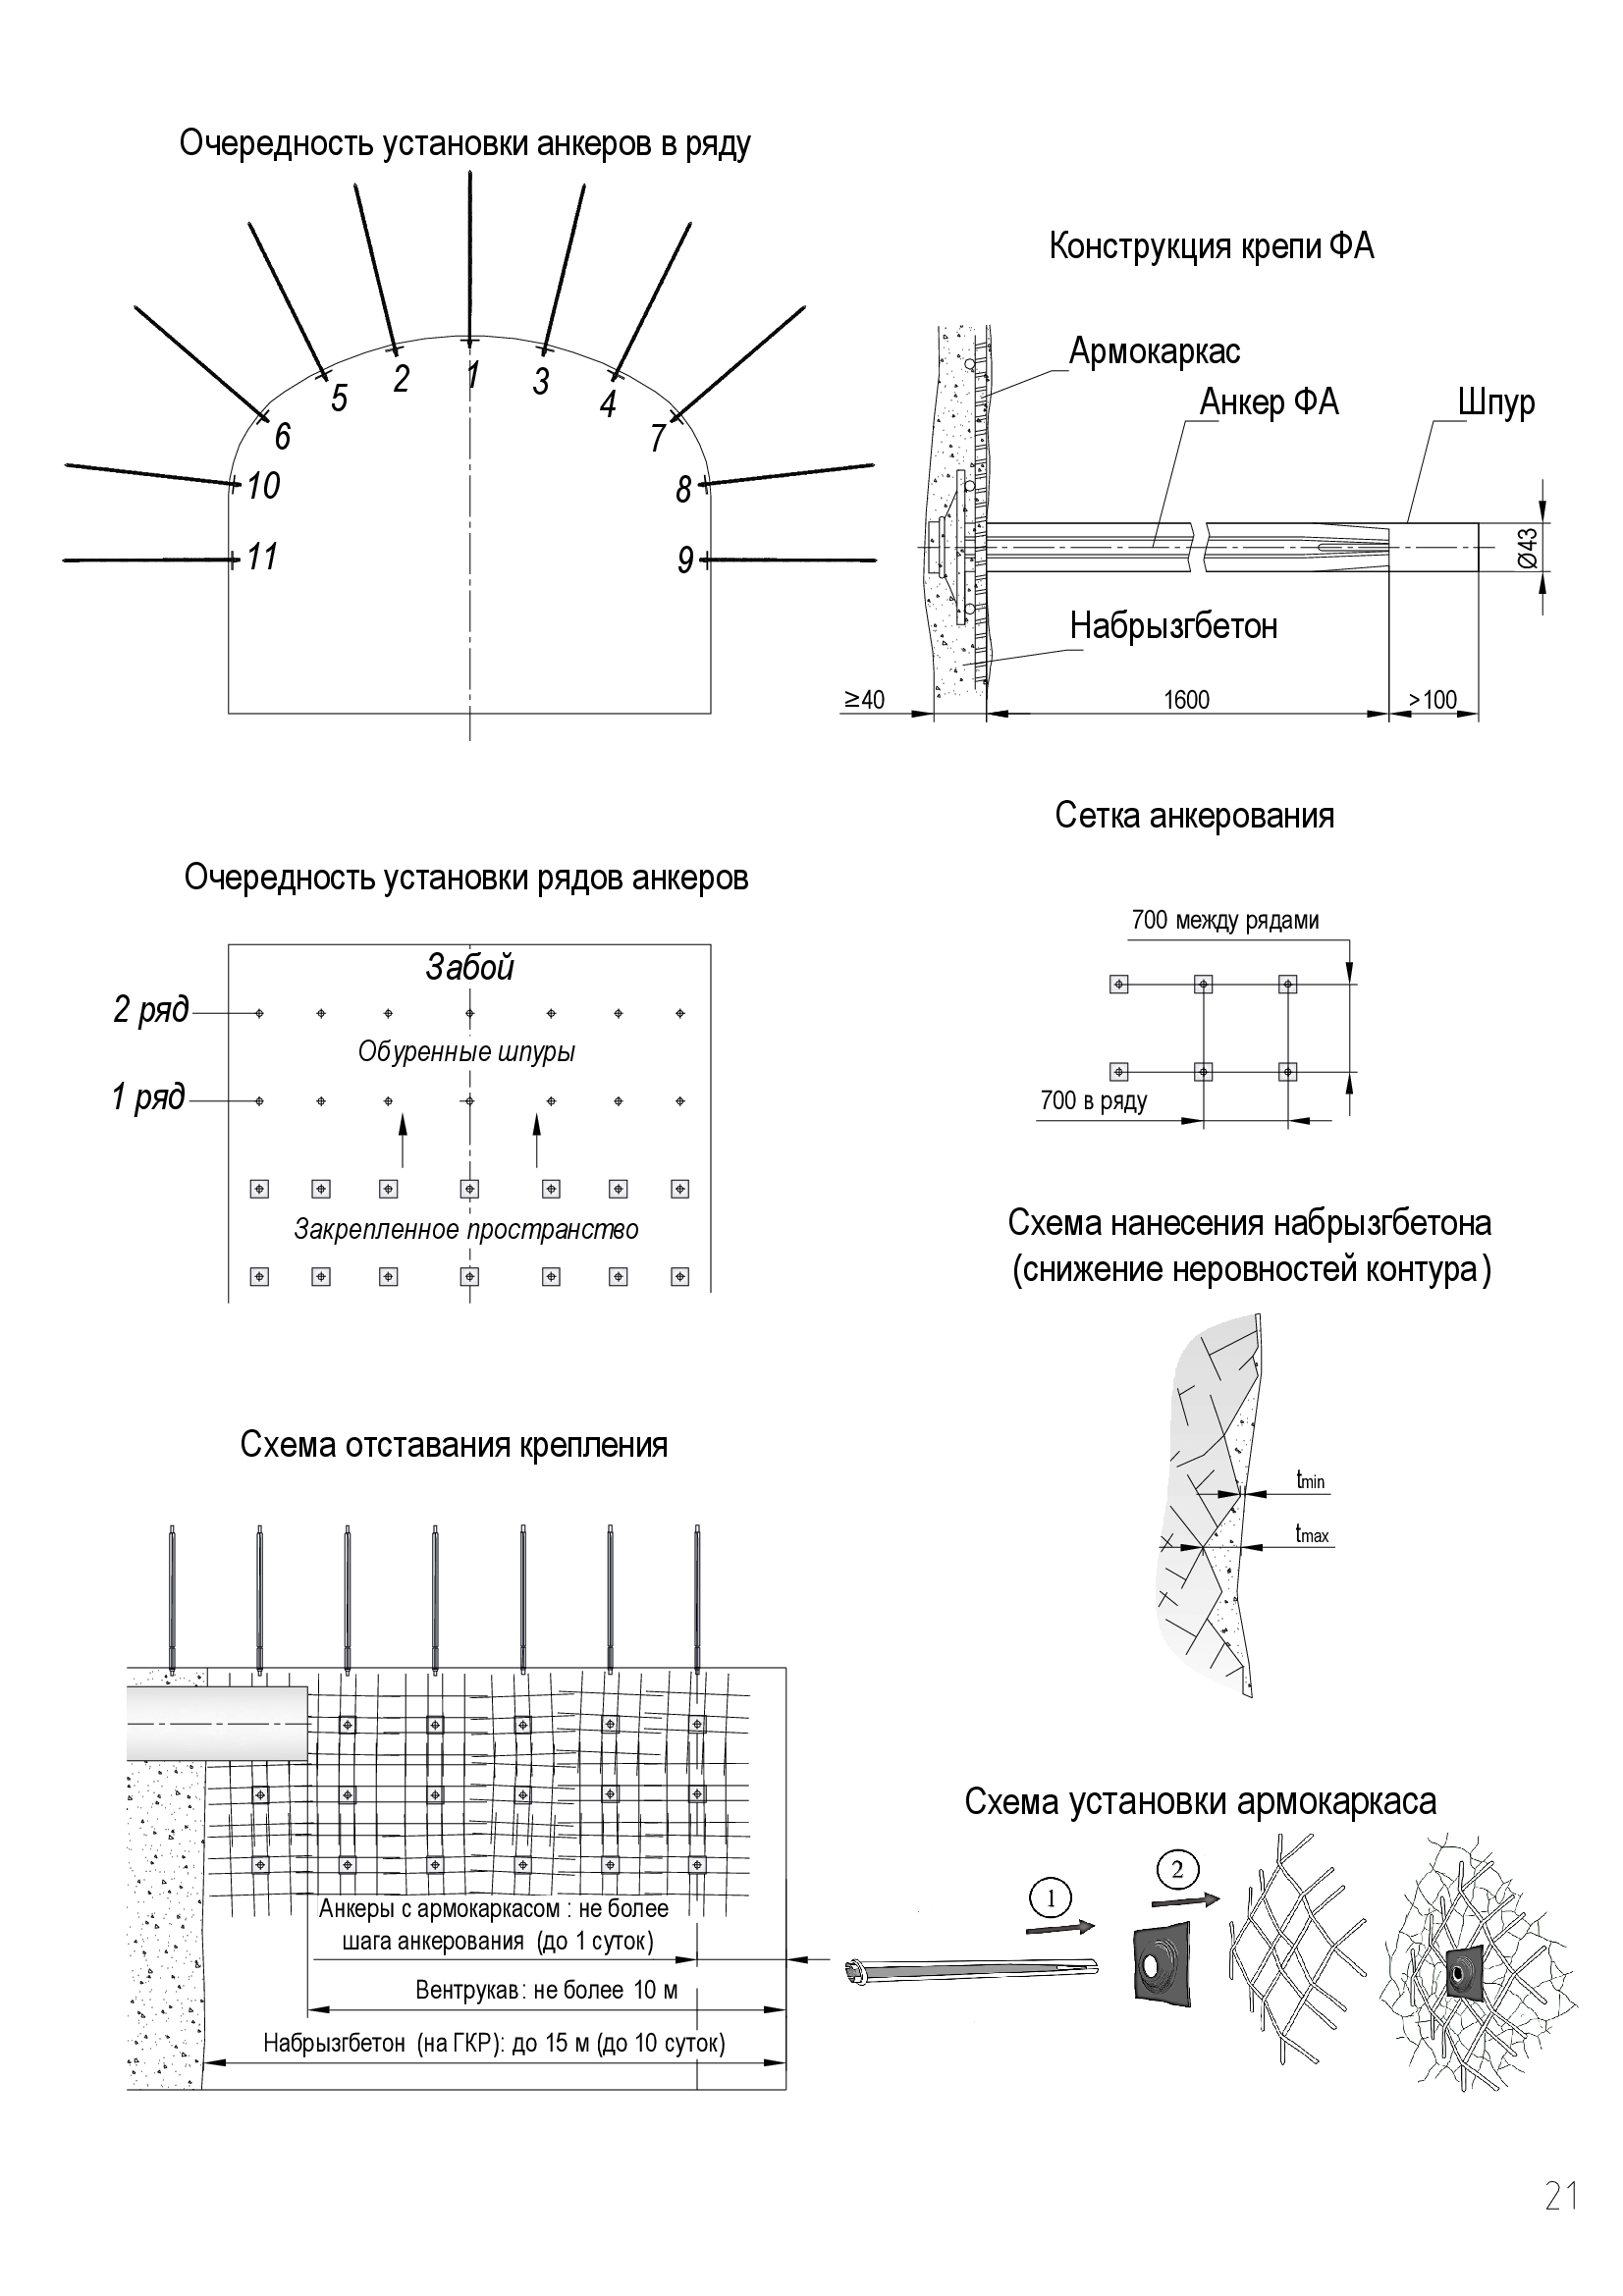 Очередность установки анкеров в ряду
1
2
3
4
5
6
7
8
9
10
11
Конструкция крепи ФА
Армокаркас
Анкер ФА
Шпур
Ø43
Набрызгбетон
≥40
1600
>100
Сетка анкерования
700 между рядами
700 в ряду
Очередность установки рядов анкеров
Забой
2 ряд
Обуренные шпуры
1 ряд
Закрепленное пространство
Схема нанесения набрызгбетона
(снижение неровностей контура)
tmin
tmax
Схема отставания крепления
Анкеры с армокаркасом : не более
шага анкерования (до 1 суток)
Вентрукав: не более 10 м
Набрызгбетон (на ГКР): до 15 м (до 10 суток)
Схема установки армокаркаса
1
2
21